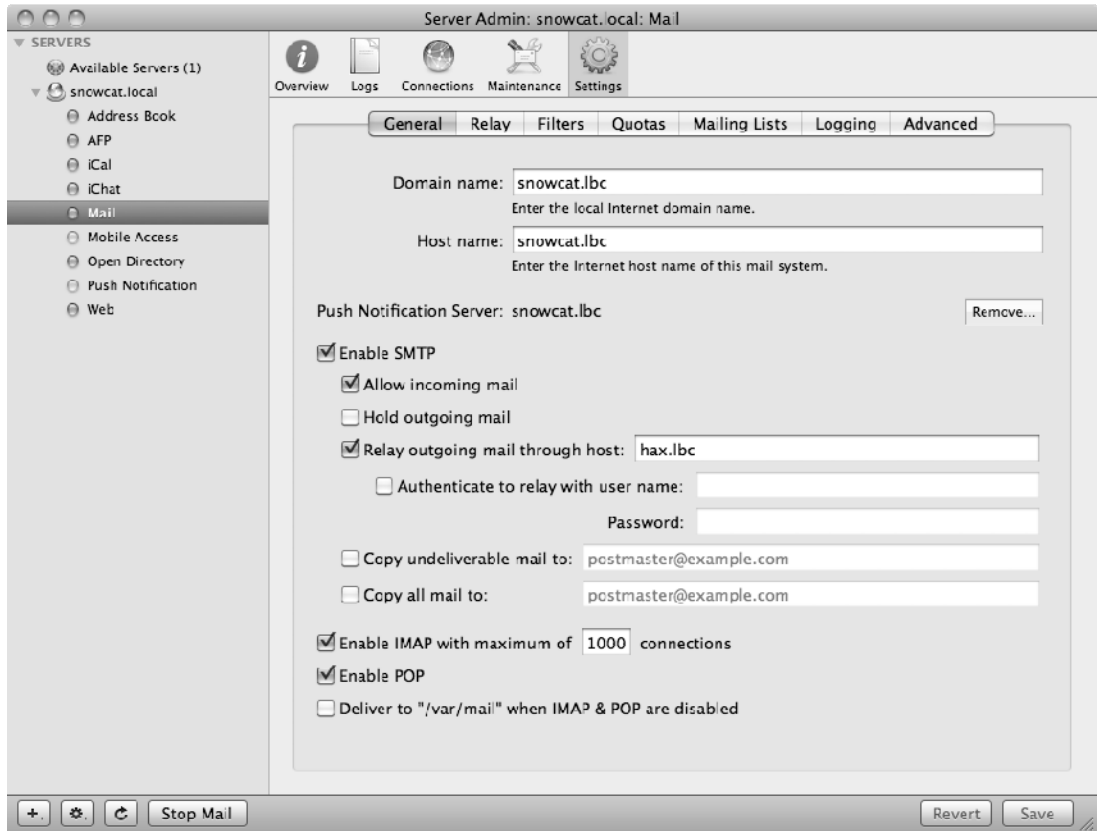 Server Admin: snowcat.local: Mail
SERVERS
Available Servers (1)
snowcat.local
Address Book
AFP
iCal
iChat
Mail
Mobile Access
Open Directory
Push Notification
Web
Overview Logs Connections Maintenance Settings
General Relay Filters Quotas Mailing Lists Logging Advanced
Domain name: snowcat.lbc
Enter the local Internet domain name.
Host name: snowcat.lbc
Enter the Internet host name of this mail system.
Push Notification Server: snowcat.lbc Remove...
Enable SMTP
Allow incoming mail
Hold outgoing mail
Relay outgoing mail through host: hax.lbc
Authenticate to relay with user name:
Password:
Copy undeliverable mail to: postmaster@example.com
Copy all mail to: postmaster@example.com
Enable IMAP with maximum of 1000 connections
Enable POP
Deliver to "/var/mail" when IMAP & POP are disabled
Stop Mail Revert Save